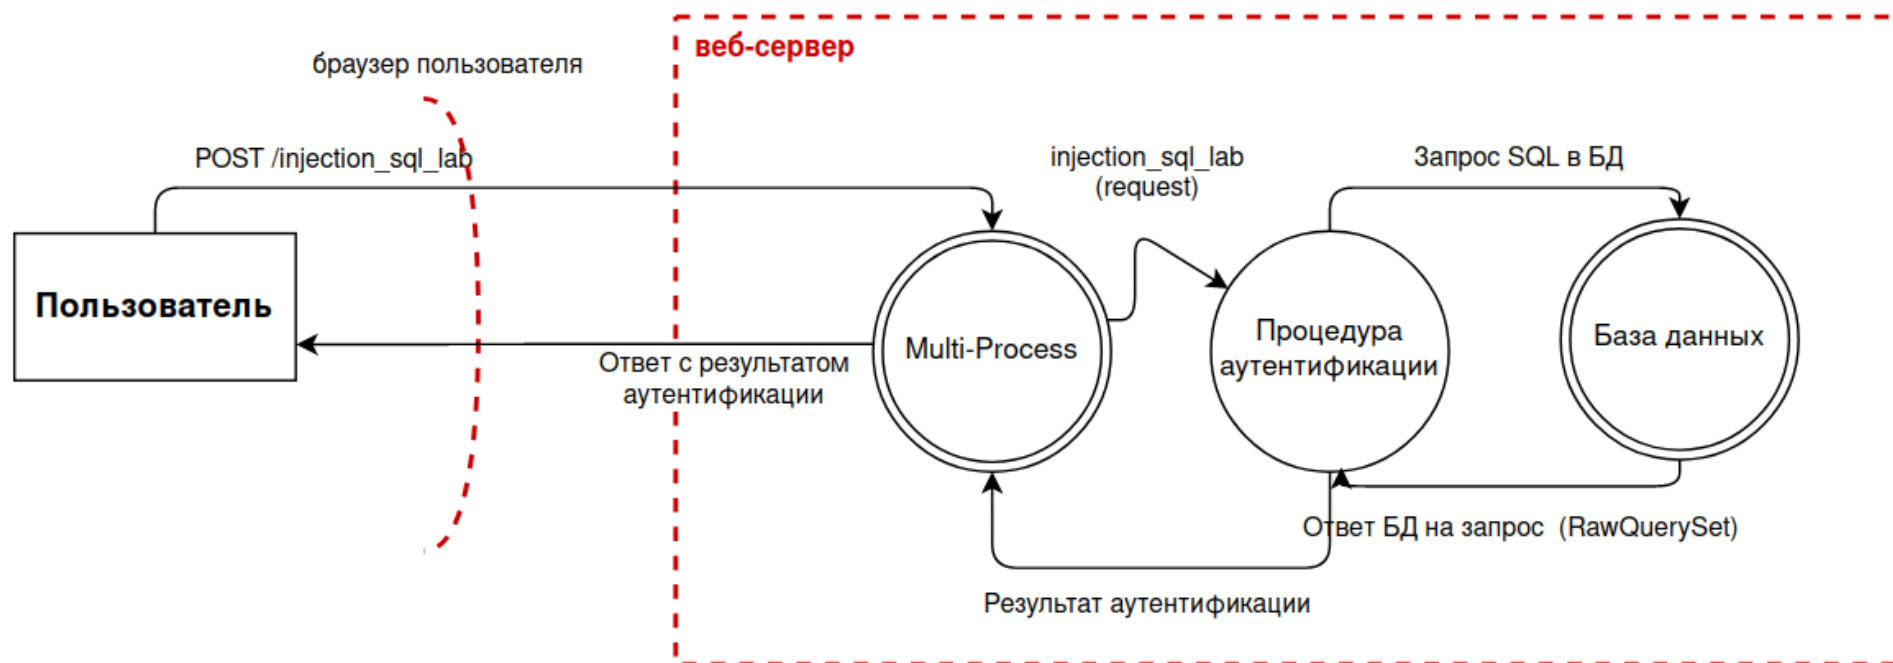 веб-сервер
браузер пользователя
POST /injection_sql_lab
injection_sql_lab
(request)
Запрос SQL в БД
Пользователь
Multi-Process
Процедура
аутентификации
База данных
Ответ с результатом
аутентификации
Ответ БД на запрос  (RawQuerySet)
Результат аутентификации